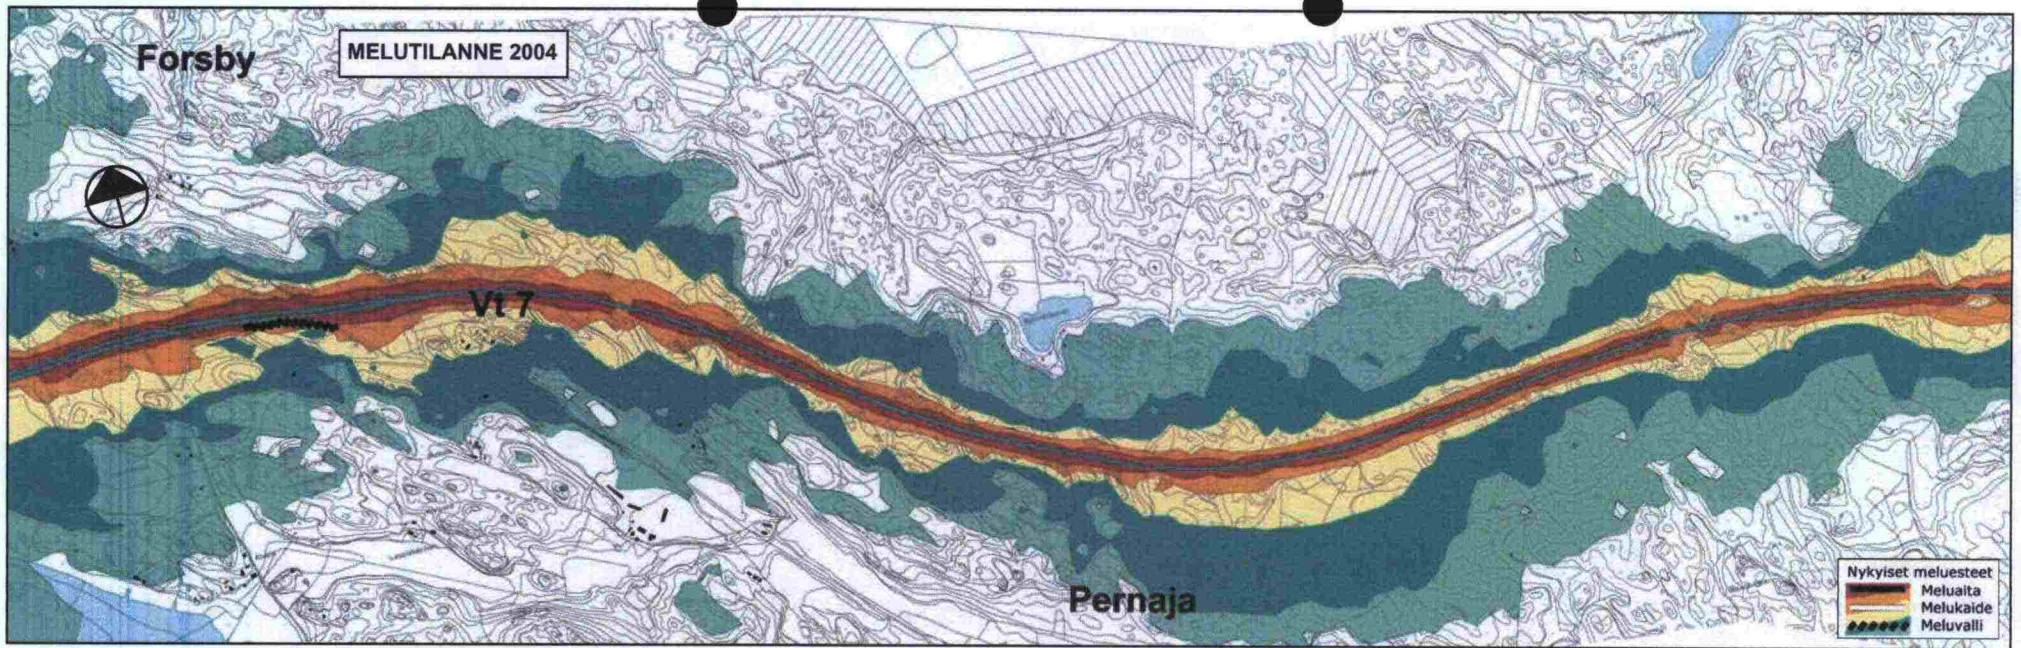 Forsby
MELUTILANNE 2004
Vt 7
Pernaja
Nykyiset meluesteet
Meluaita
Melukaide
Meluvalli